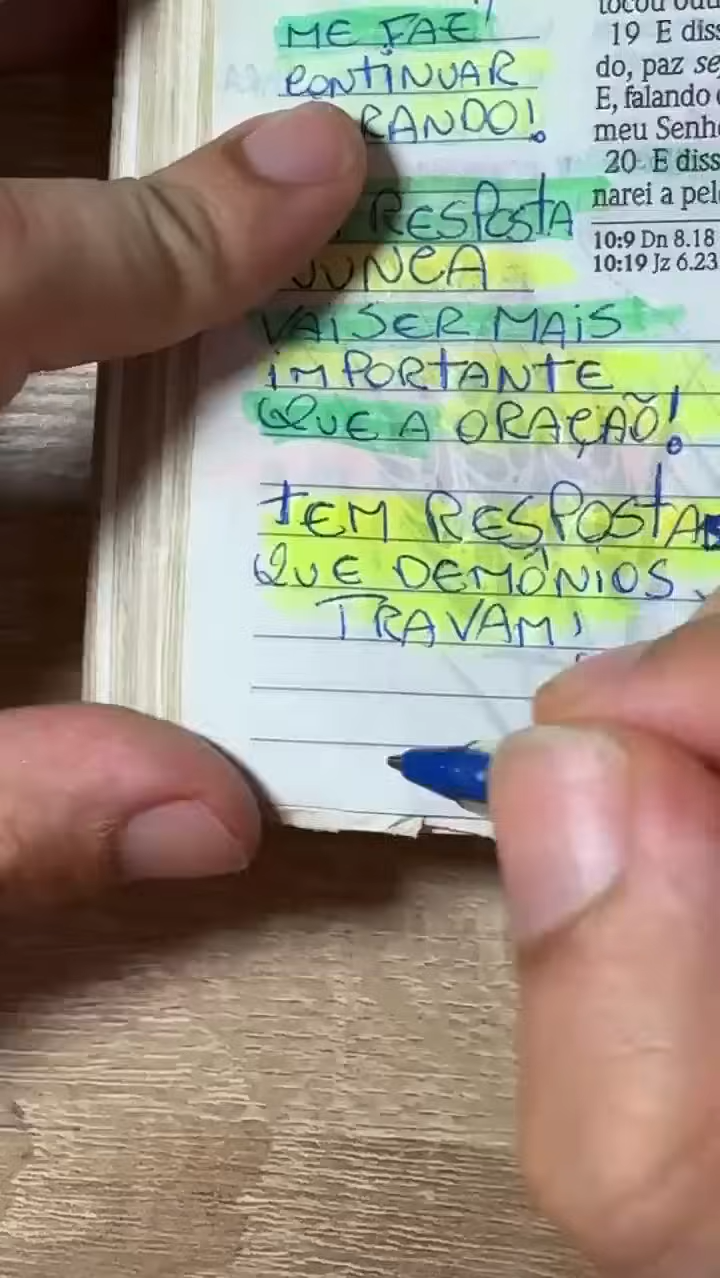 ME FAZ
CONTINUAR
RANDO!
RESPOSTA
NUNCA
VAI SER MAIS
IMPORTANTE
QUE A ORAÇÃO!
TEM RESPOSTA
QUE DEMÔNIOS
TRAVAM!
19 E diss
do, paz se
E, falando
meu Senh
20 E diss
narei a pel
10:9 Dn 8.18
10:19 Jz 6.23